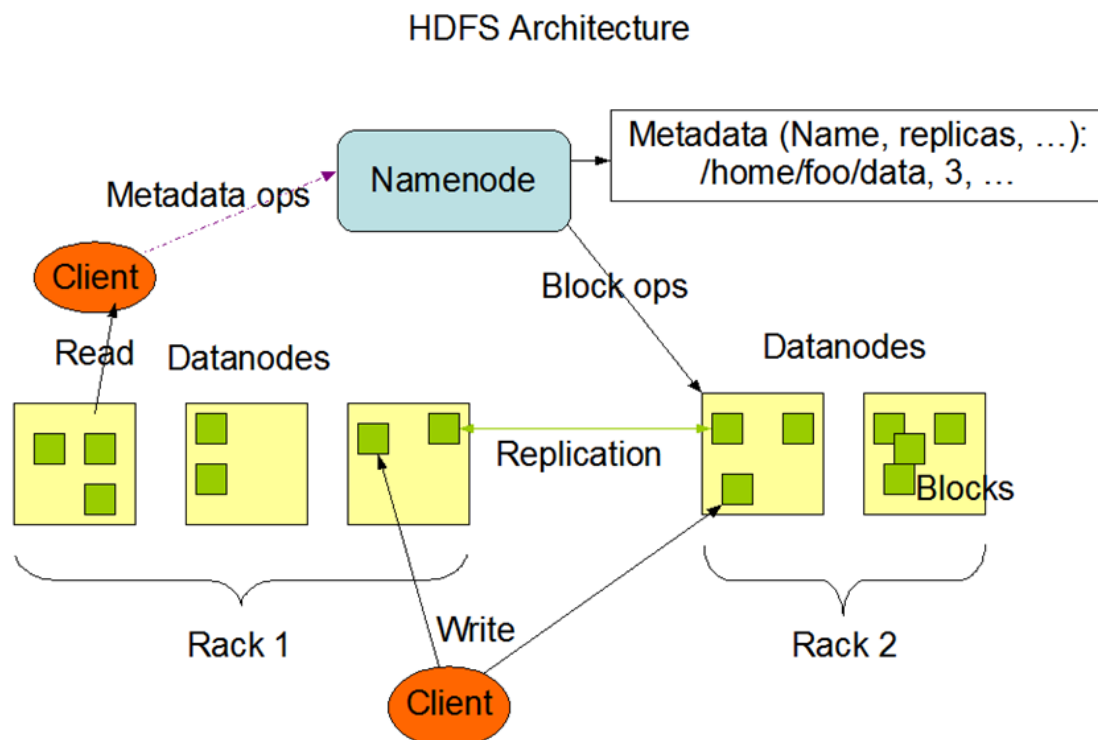 HDFS Architecture
Metadata (Name, replicas, …):
/home/foo/data, 3, …
Namenode
Metadata ops
Client
Block ops
Read
Datanodes
Datanodes
Replication
Blocks
Rack 1
Write
Rack 2
Client